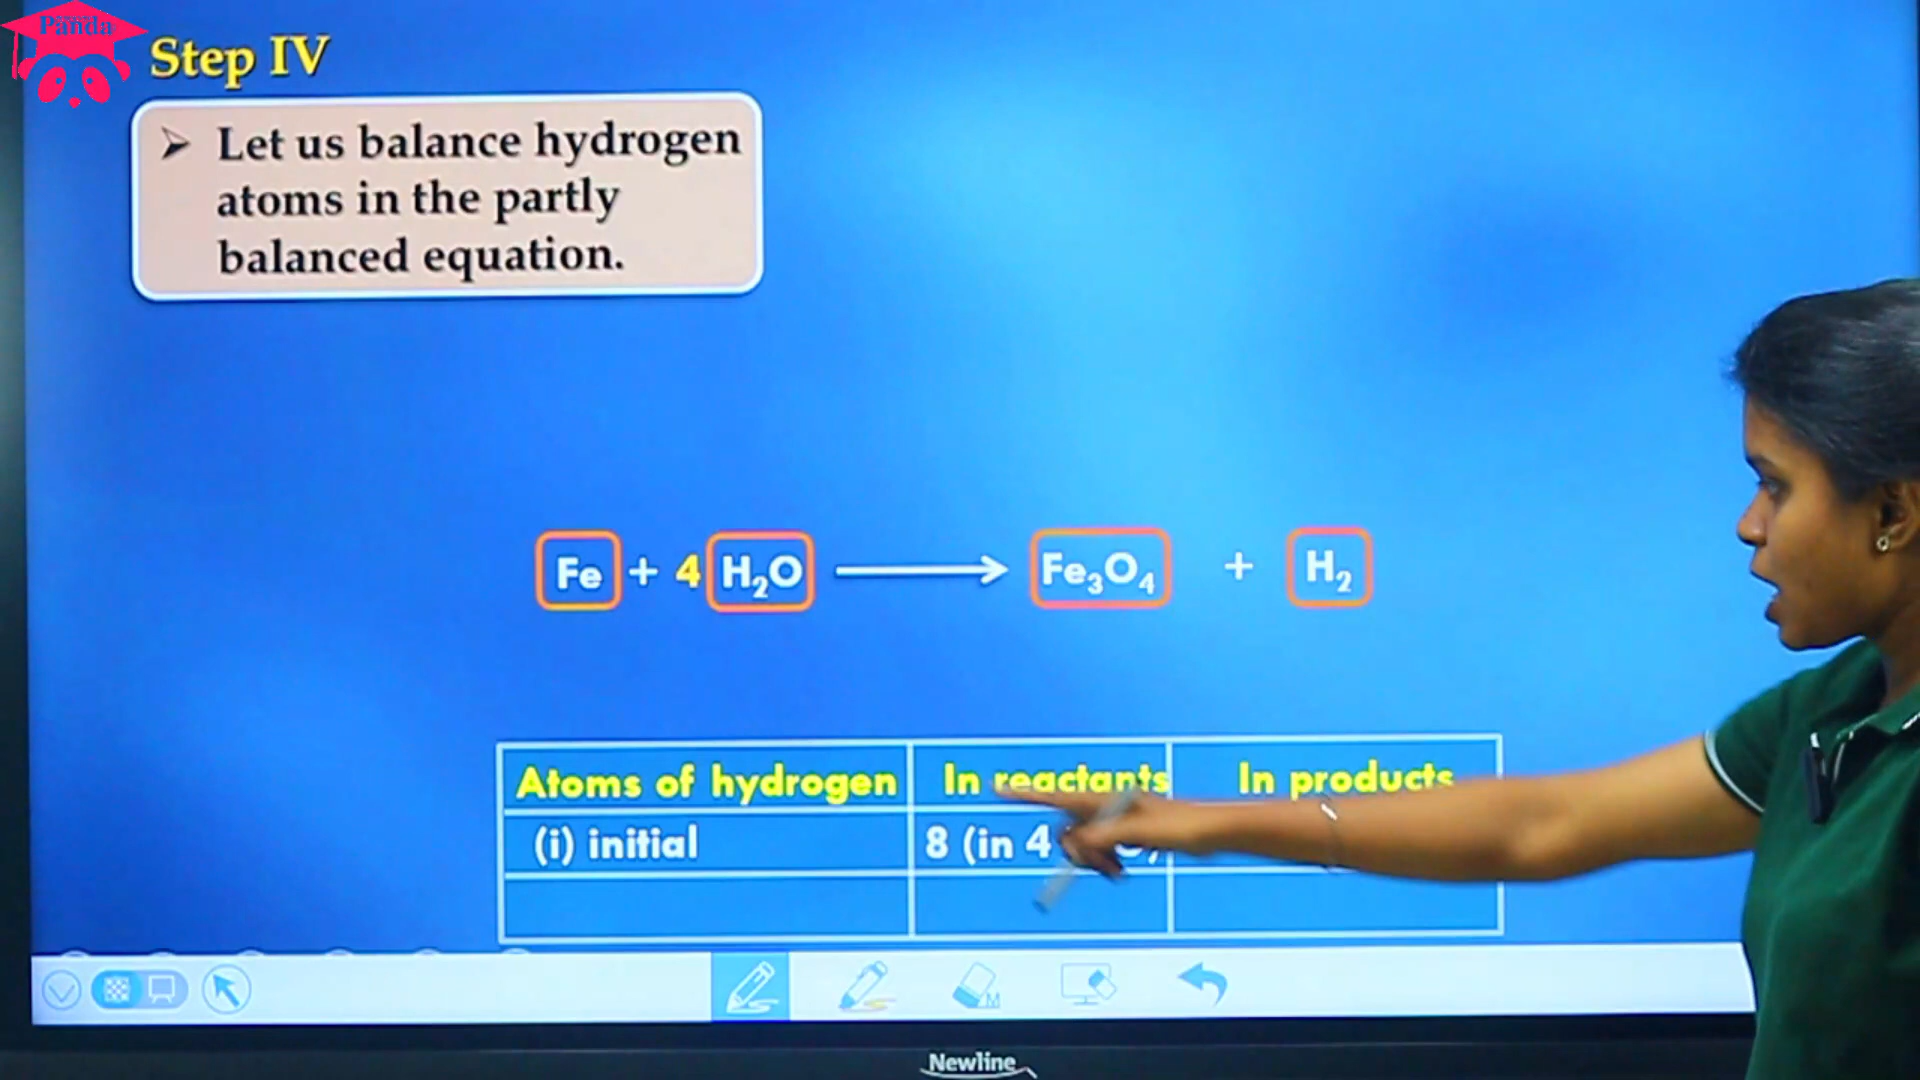 Panda
Step IV
➢ Let us balance hydrogen
atoms in the partly
balanced equation.
Fe + 4 H₂O ⟶ Fe₃O₄ + H₂
Atoms of hydrogen In reactants In products
(i) initial 8 (in 4
Newline